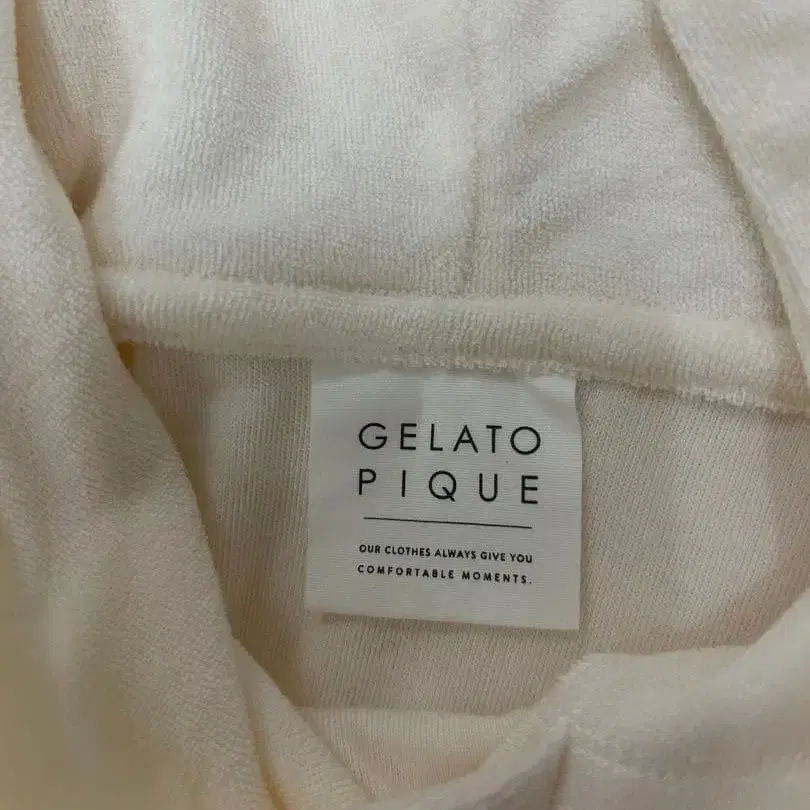 GELATO
PIQUE
OUR CLOTHES ALWAYS GIVE YOU
COMFORTABLE MOMENTS.